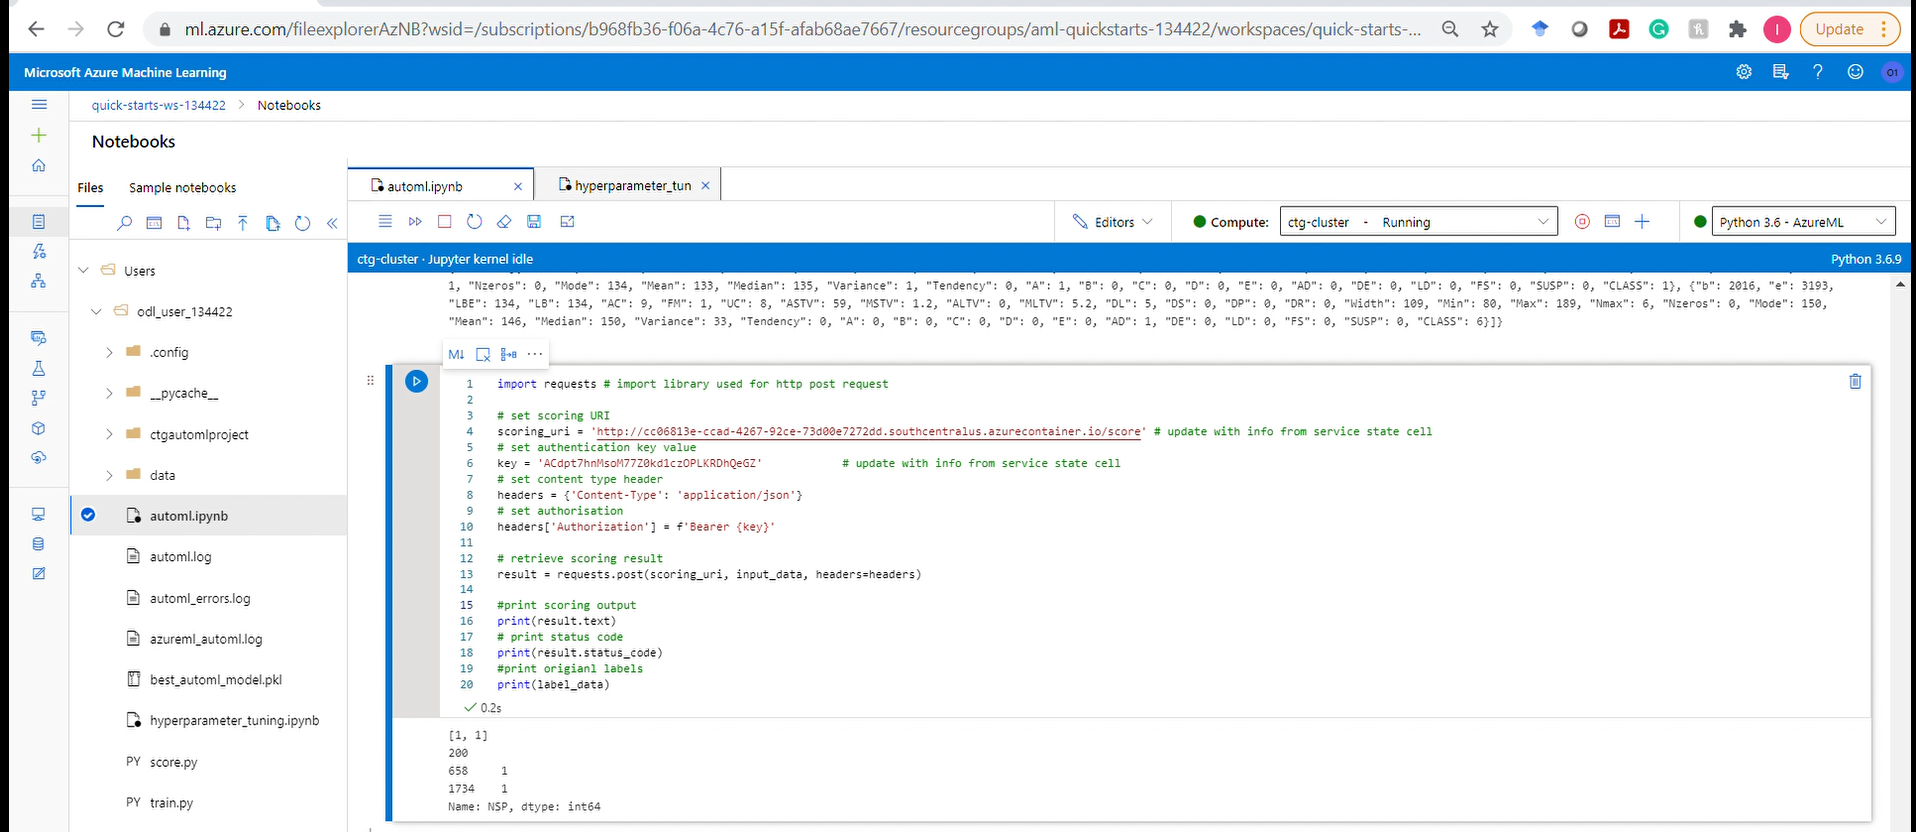 ml.azure.com/fileexplorerAzNB?wsid=/subscriptions/b968fb36-f06a-4c76-a15f-afab68ae7667/resourcegroups/aml-quickstarts-134422/workspaces/quick-starts-...
Update
Microsoft Azure Machine Learning
01
quick-starts-ws-134422 > Notebooks
Notebooks
Files
Sample notebooks
automl.ipynb
hyperparameter_tun
Editors
Compute:
ctg-cluster - Running
Python 3.6 - AzureML
ctg-cluster · Jupyter kernel idle
Python 3.6.9
Users
odl_user_134422
.config
__pycache__
ctgautomlproject
data
automl.ipynb
automl.log
automl_errors.log
azureml_automl.log
best_automl_model.pkl
hyperparameter_tuning.ipynb
PY score.py
PY train.py
1, "Nzeros": 0, "Mode": 134, "Mean": 133, "Median": 135, "Variance": 1, "Tendency": 0, "A": 1, "B": 0, "C": 0, "D": 0, "E": 0, "AD": 0, "DE": 0, "LD": 0, "FS": 0, "SUSP": 0, "CLASS": 1}, {"b": 2016, "e": 3193,
"LBE": 134, "LB": 134, "AC": 9, "FM": 1, "UC": 8, "ASTV": 59, "MSTV": 1.2, "ALTV": 0, "MLTV": 5.2, "DL": 5, "DS": 0, "DP": 0, "DR": 0, "Width": 109, "Min": 80, "Max": 189, "Nmax": 6, "Nzeros": 0, "Mode": 150,
"Mean": 146, "Median": 150, "Variance": 33, "Tendency": 0, "A": 0, "B": 0, "C": 0, "D": 0, "E": 0, "AD": 1, "DE": 0, "LD": 0, "FS": 0, "SUSP": 0, "CLASS": 6}]}
M↓
1 import requests # import library used for http post request
2
3 # set scoring URI
4 scoring_uri = 'http://cc06813e-ccad-4267-92ce-73d00e7272dd.southcentralus.azurecontainer.io/score' # update with info from service state cell
5 # set authentication key value
6 key = 'ACdpt7hnMsoM77Z0kd1czOPLKRDhQeGZ' # update with info from service state cell
7 # set content type header
8 headers = {'Content-Type': 'application/json'}
9 # set authorisation
10 headers['Authorization'] = f'Bearer {key}'
11
12 # retrieve scoring result
13 result = requests.post(scoring_uri, input_data, headers=headers)
14
15 #print scoring output
16 print(result.text)
17 # print status code
18 print(result.status_code)
19 #print origianl labels
20 print(label_data)
0.2s
[1, 1]
200
658 1
1734 1
Name: NSP, dtype: int64